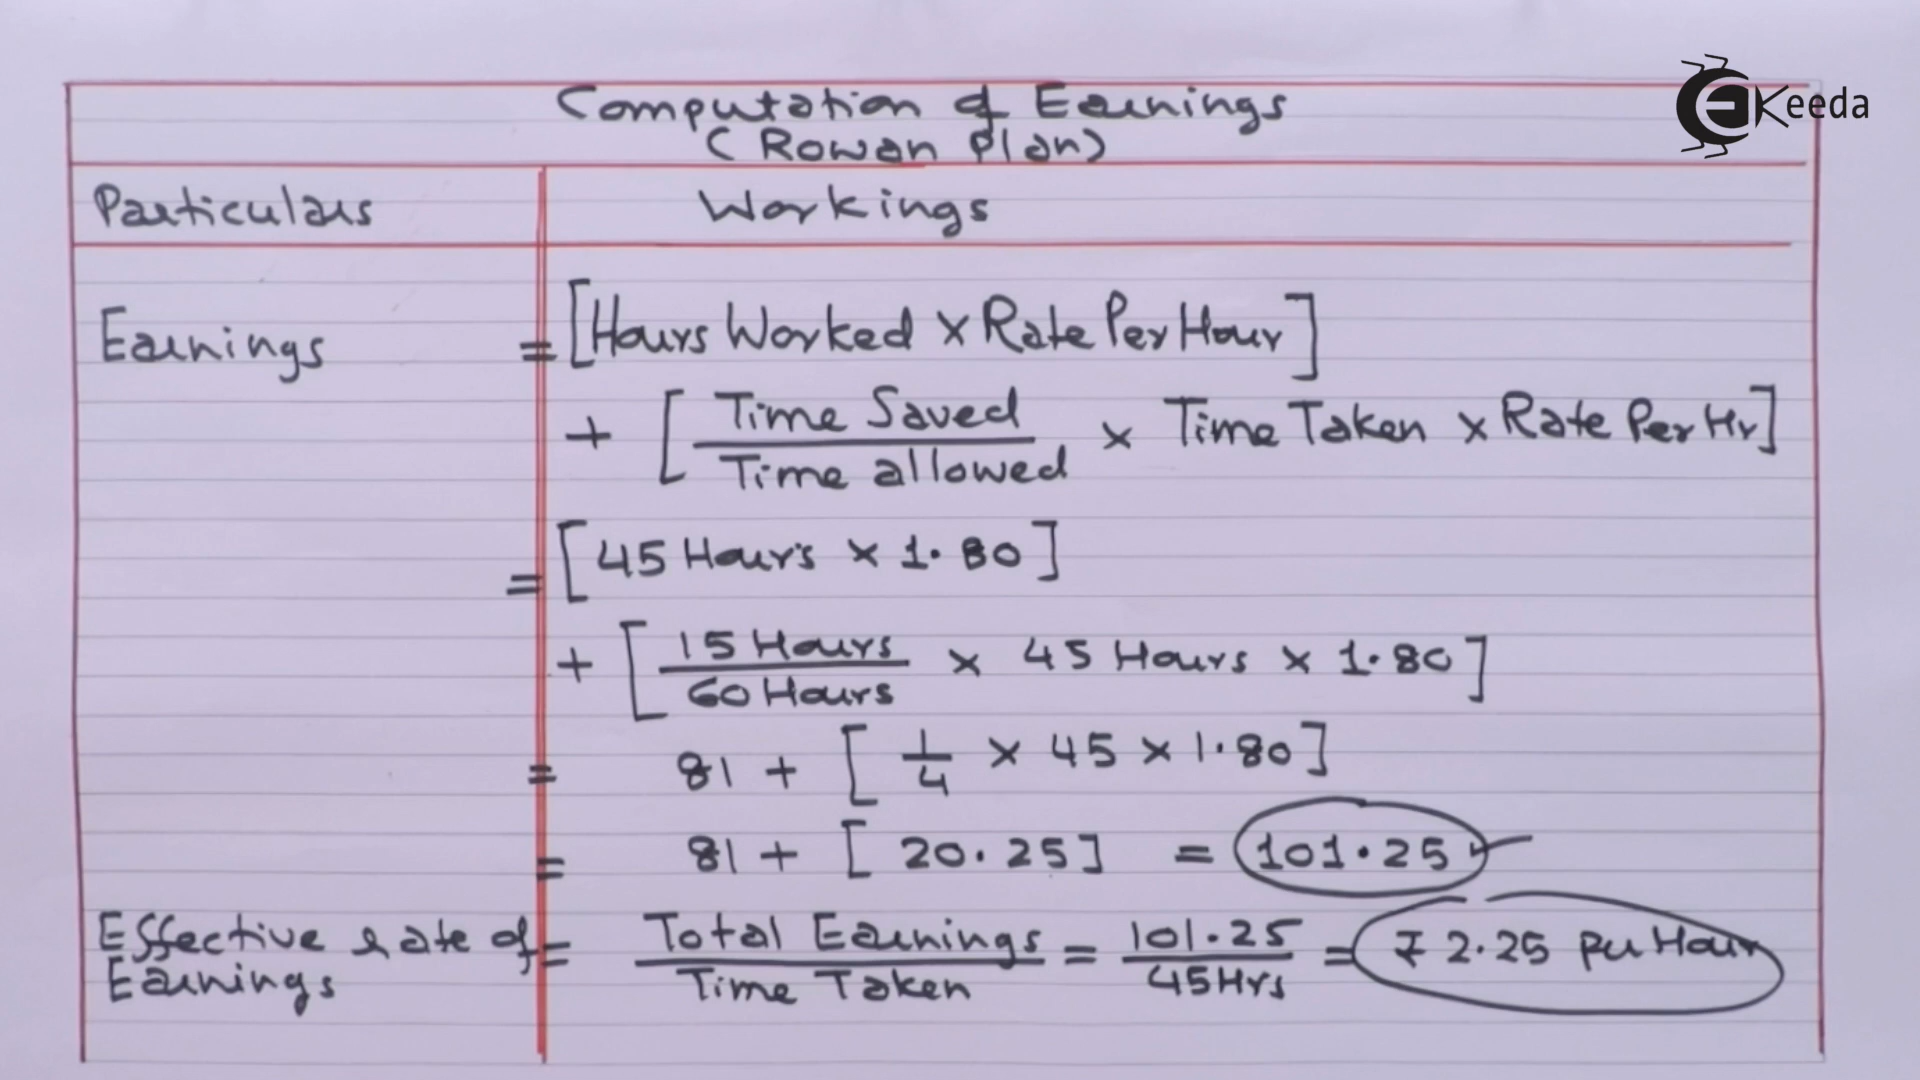 Computation of Earnings
(Rowan Plan)
EKeeda
Particulars Workings
Earnings = [Hours Worked × Rate Per Hour]
+ [Time Saved / Time allowed × Time Taken × Rate Per Hr]
= [45 Hours × 1.80]
+ [15 Hours / 60 Hours × 45 Hours × 1.80]
= 81 + [1/4 × 45 × 1.80]
= 81 + [20.25] = 101.25
Effective rate of Earnings = Total Earnings / Time Taken = 101.25 / 45 Hrs = ₹ 2.25 Per Hour